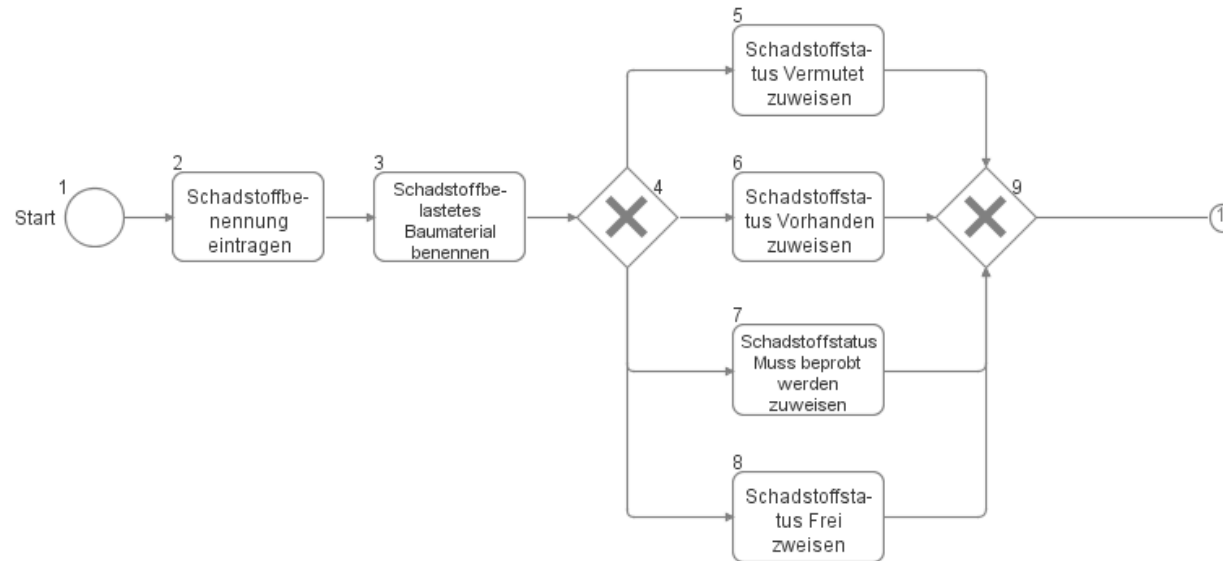 5
Schadstoffsta-
tus Vermutet
zuweisen
1
Start
2
Schadstoffbe-
nennung
eintragen
3
Schadstoffbe-
lastetes
Baumaterial
benennen
4
6
Schadstoffsta-
tus Vorhanden
zuweisen
9
1
7
Schadstoffstatus
Muss beprobt
werden
zuweisen
8
Schadstoffsta-
tus Frei
zweisen